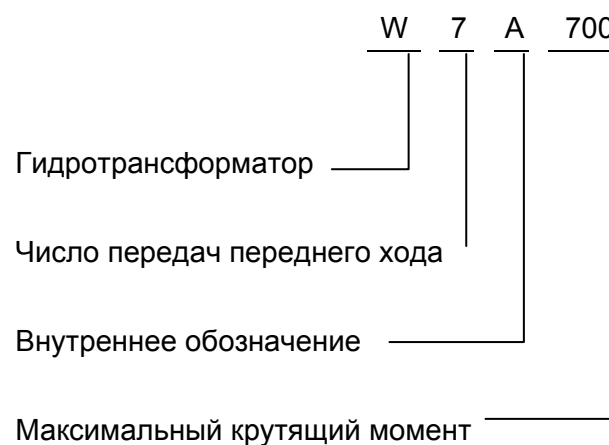 W 7 A 700
Гидротрансформатор
Число передач переднего хода
Внутреннее обозначение
Максимальный крутящий момент